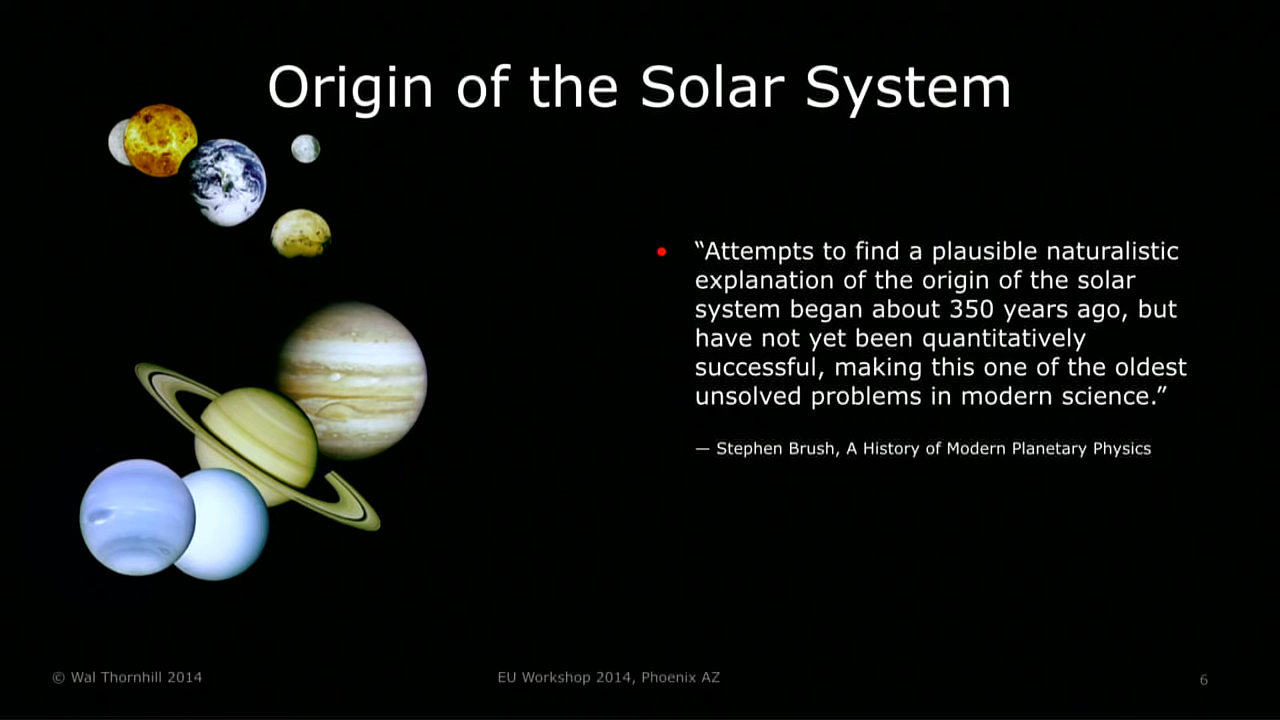 Origin of the Solar System
• “Attempts to find a plausible naturalistic
explanation of the origin of the solar
system began about 350 years ago, but
have not yet been quantitatively
successful, making this one of the oldest
unsolved problems in modern science.”
— Stephen Brush, A History of Modern Planetary Physics
© Wal Thornhill 2014
EU Workshop 2014, Phoenix AZ
6